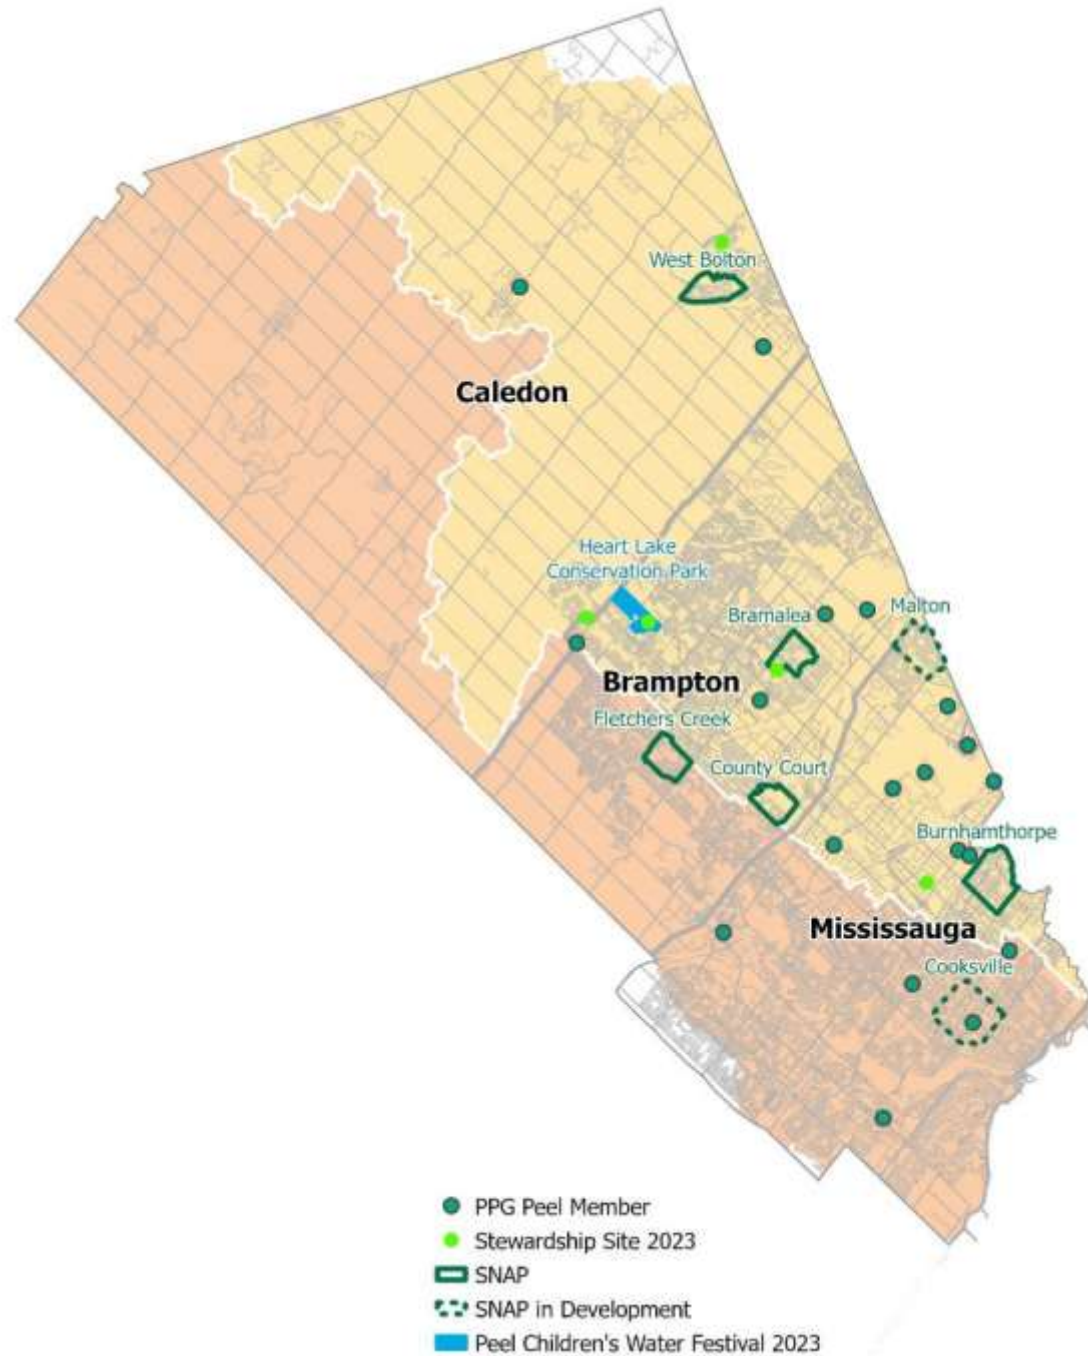 West Bolton
Caledon
Heart Lake
Conservation Park
Bramalea
Malton
Brampton
Fletchers Creek
County Court
Burnhamthorpe
Mississauga
Cooksville
PPG Peel Member
Stewardship Site 2023
SNAP
SNAP in Development
Peel Children's Water Festival 2023